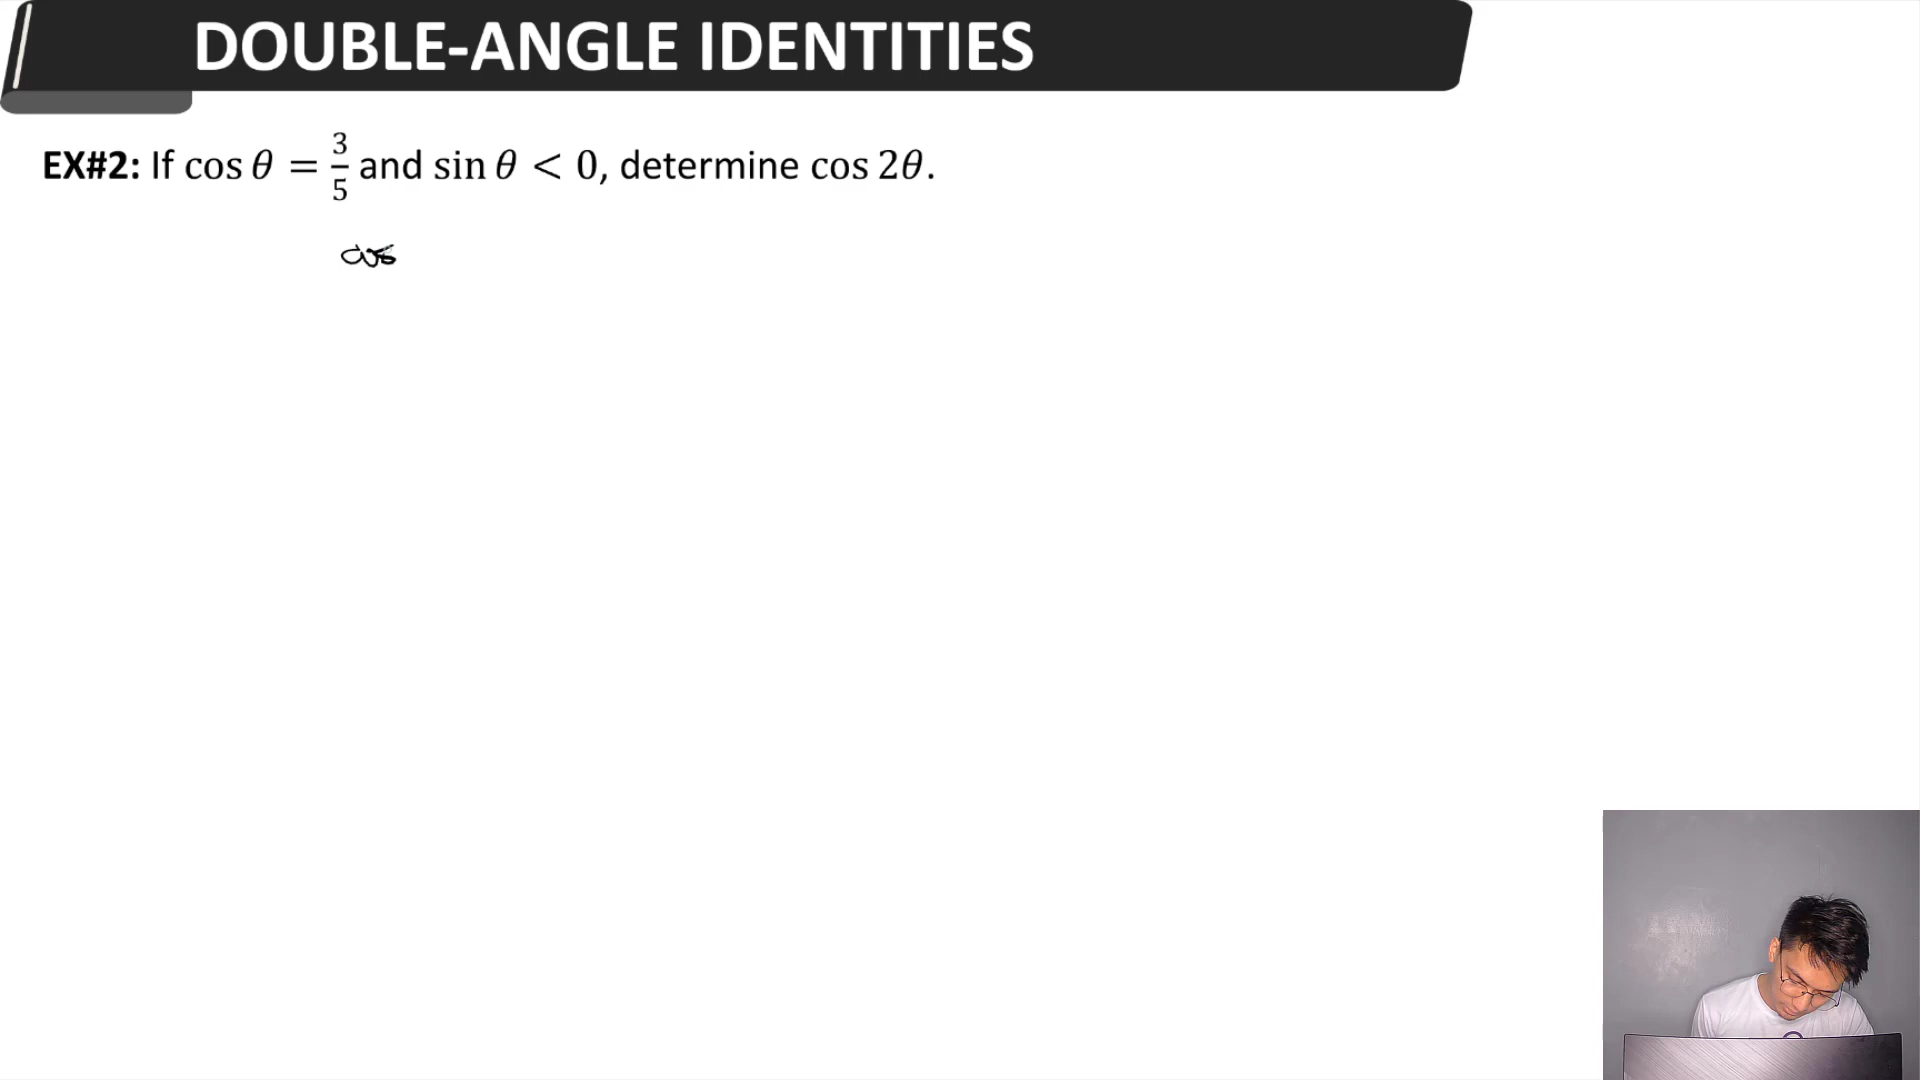 DOUBLE-ANGLE IDENTITIES
EX#2: If cos θ = 3/5 and sin θ < 0, determine cos 2θ.
cos